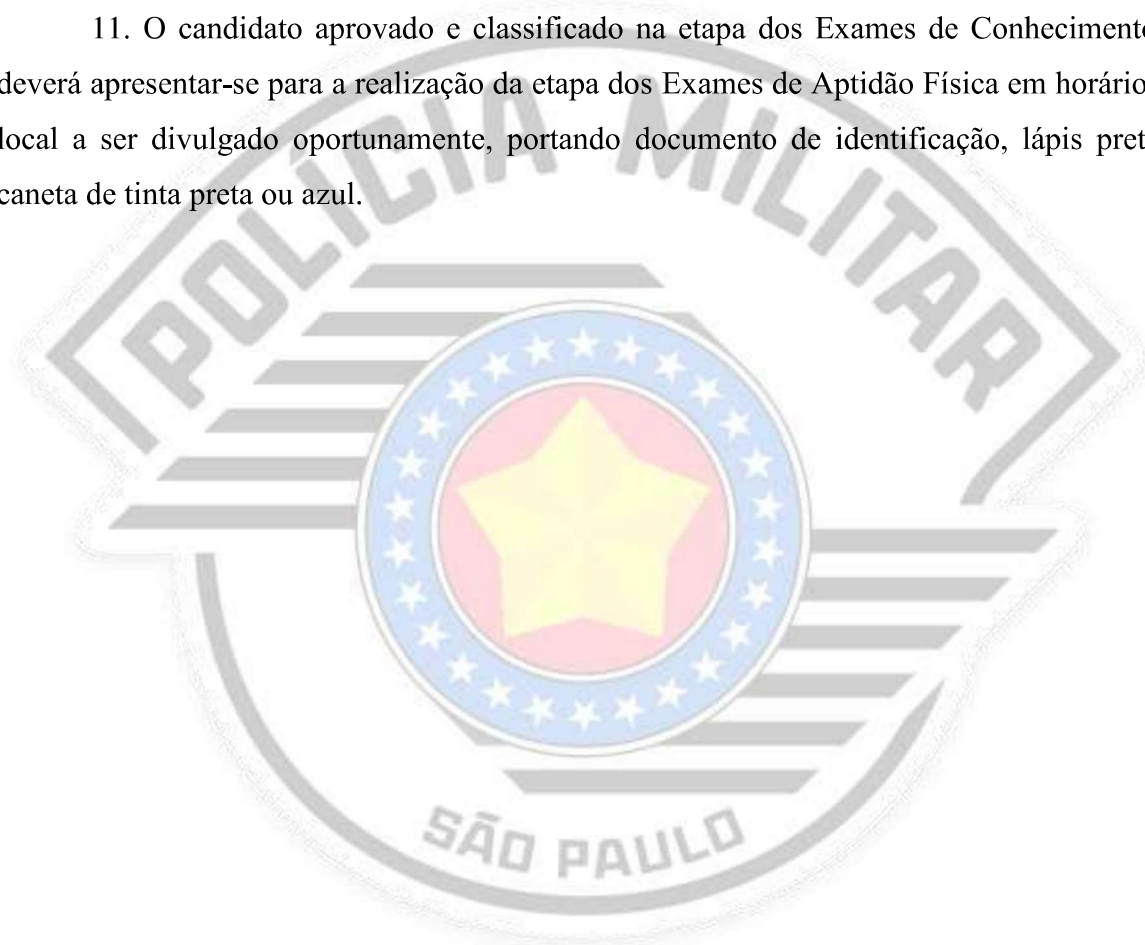 11. O candidato aprovado e classificado na etapa dos Exames de Conhecimento
deverá apresentar-se para a realização da etapa dos Exames de Aptidão Física em horário
local a ser divulgado oportunamente, portando documento de identificação, lápis pret
caneta de tinta preta ou azul.
POLÍCIA MILITAR
SÃO PAULO